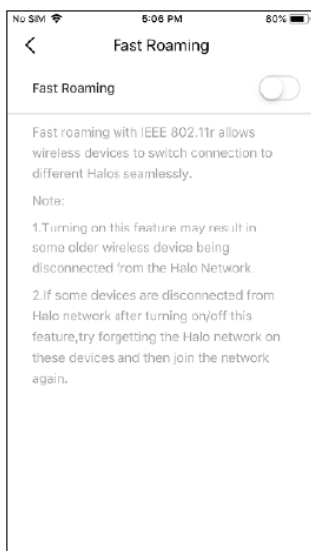 No SIM 5:06 PM 80%
Fast Roaming
Fast Roaming
Fast roaming with IEEE 802.11r allows
wireless devices to switch connection to
different Halos seamlessly.
Note:
1.Turning on this feature may result in
some older wireless device being
disconnected from the Halo Network.
2.If some devices are disconnected from
Halo network after turning on/off this
feature,try forgetting the Halo network on
these devices and then join the network
again.